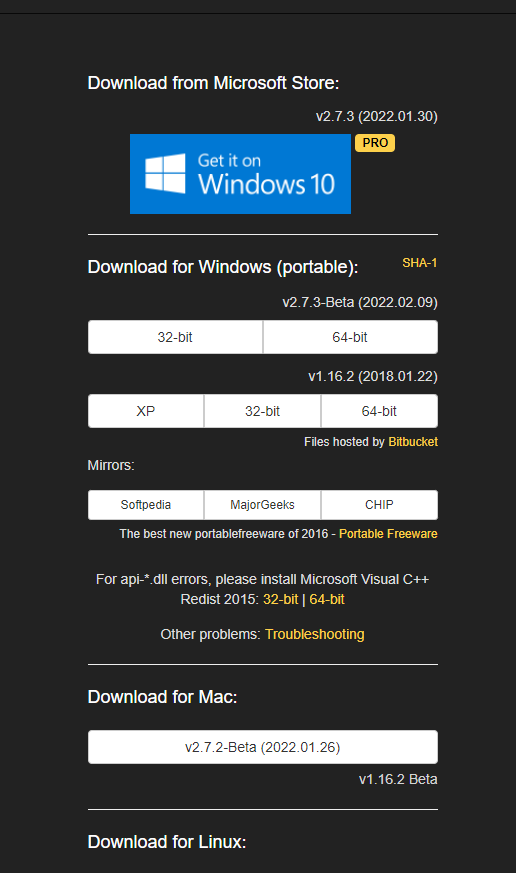 Download from Microsoft Store:
v2.7.3 (2022.01.30)
Get it on
Windows 10
PRO
Download for Windows (portable):
SHA-1
v2.7.3-Beta (2022.02.09)
32-bit
64-bit
v1.16.2 (2018.01.22)
XP
32-bit
64-bit
Files hosted by Bitbucket
Mirrors:
Softpedia
MajorGeeks
CHIP
The best new portablefreeware of 2016 - Portable Freeware
For api-*.dll errors, please install Microsoft Visual C++
Redist 2015: 32-bit | 64-bit
Other problems: Troubleshooting
Download for Mac:
v2.7.2-Beta (2022.01.26)
v1.16.2 Beta
Download for Linux: